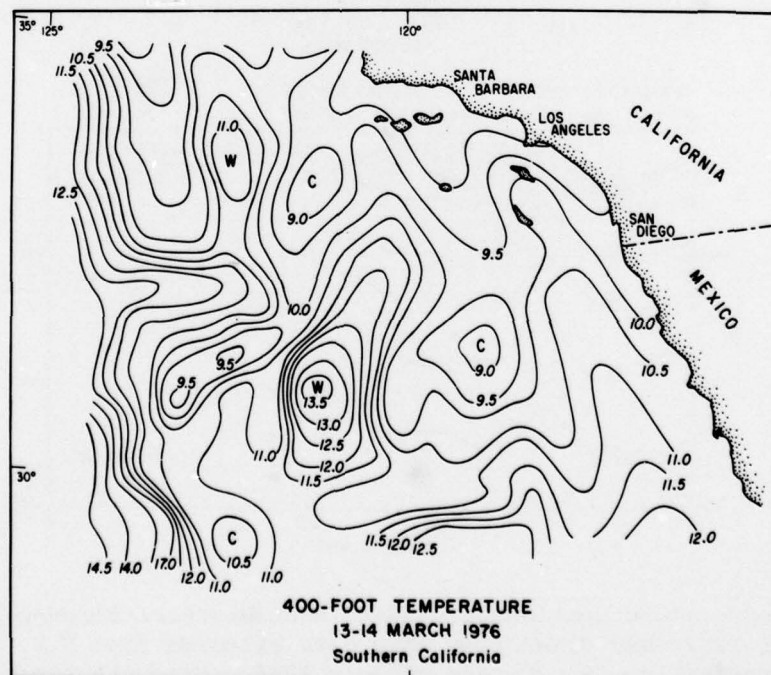 35° 125° 120°
9.5
10.5
11.5
SANTA
BARBARA
LOS
ANGELES
CALIFORNIA
11.0
W
C
9.0
12.5
SAN
DIEGO
9.5
MEXICO
10.0
10.0
9.5
C
9.0
10.5
9.5
W
13.5
9.5
13.0
11.0
12.5
12.0
11.5
11.0
11.5
30°
C
10.5
11.5
12.0
12.5
12.0
14.5
14.0
17.0
12.0
11.0
11.0
400-FOOT TEMPERATURE
13-14 MARCH 1976
Southern California